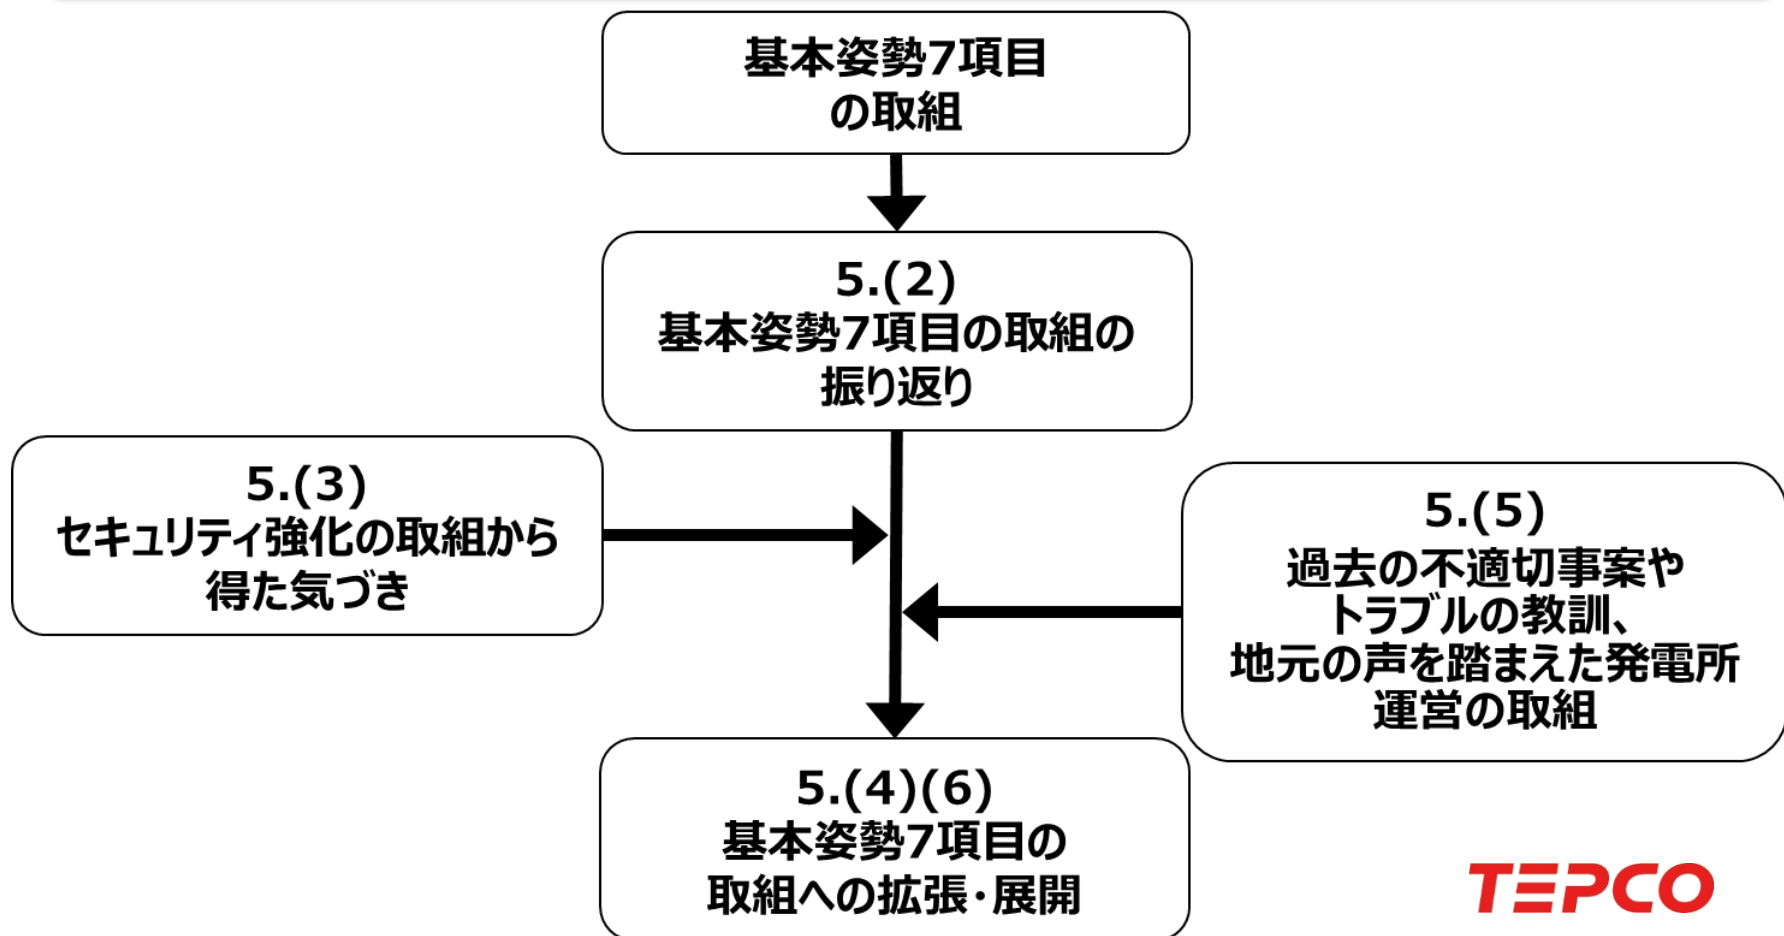 基本姿勢7項目
の取組
5.(2)
基本姿勢7項目の取組の
振り返り
5.(3)
セキュリティ強化の取組から
得た気づき
5.(5)
過去の不適切事案や
トラブルの教訓、
地元の声を踏まえた発電所
運営の取組
5.(4)(6)
基本姿勢7項目の
取組への拡張・展開
TEPCO